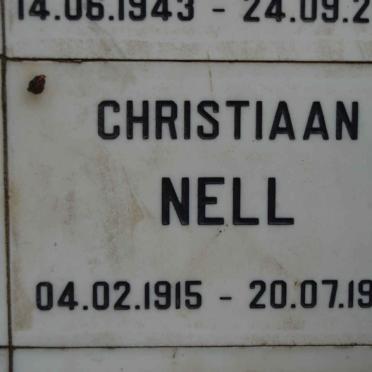 14.06.1943 - 24.09.2
CHRISTIAAN
NELL
04.02.1915 - 20.07.19